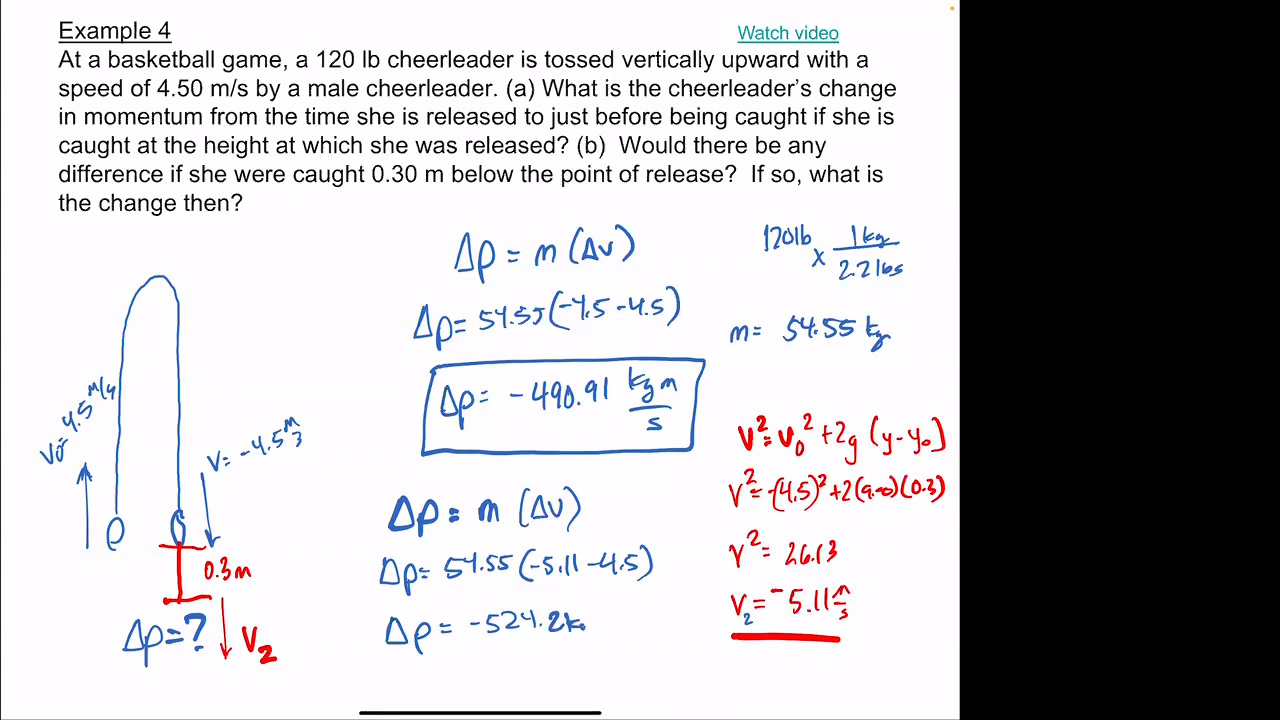 Example 4
Watch video
At a basketball game, a 120 lb cheerleader is tossed vertically upward with a
speed of 4.50 m/s by a male cheerleader. (a) What is the cheerleader's change
in momentum from the time she is released to just before being caught if she is
caught at the height at which she was released? (b) Would there be any
difference if she were caught 0.30 m below the point of release? If so, what is
the change then?
Δp = m (Δv)
Δp = 54.55 (-4.5 - 4.5)
Δp = -490.91 kg m / s
120lb x 1 kg / 2.2 lbs
m = 54.55 kg
4.5 m/s
V = -4.5 m
0.3m
Δp = ?
V₂
Δp = m (Δv)
Δp = 54.55 (-5.11 - 4.5)
Δp = -524.2 k
V² = V₀² + 2g (y - y₀)
V² = (4.5)² + 2 (0.3)
V² = 26.13
V₂ = -5.11 m/s